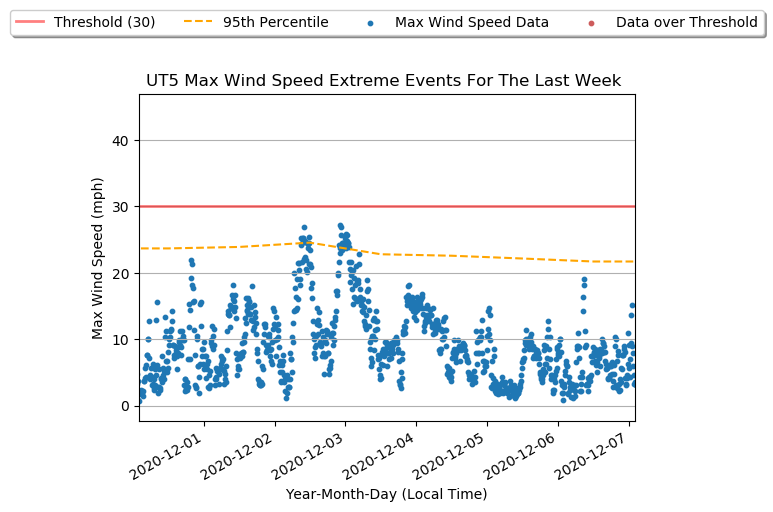 Threshold (30) 95th Percentile Max Wind Speed Data Data over Threshold
UT5 Max Wind Speed Extreme Events For The Last Week
Max Wind Speed (mph)
40
30
20
10
0
2020-12-01 2020-12-02 2020-12-03 2020-12-04 2020-12-05 2020-12-06 2020-12-07
Year-Month-Day (Local Time)